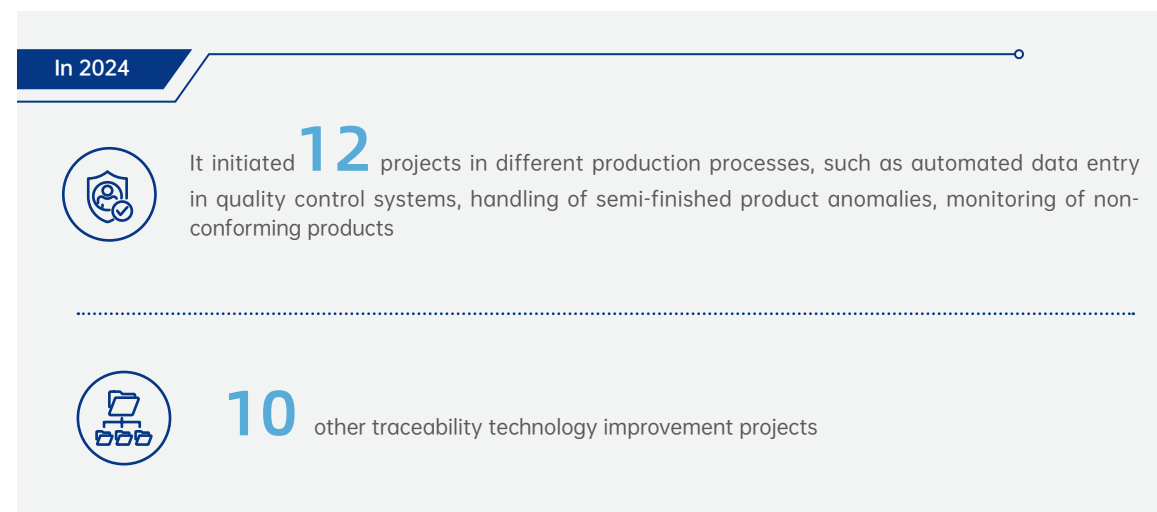 In 2024
It initiated 12 projects in different production processes, such as automated data entry
in quality control systems, handling of semi-finished product anomalies, monitoring of non-
conforming products
10 other traceability technology improvement projects